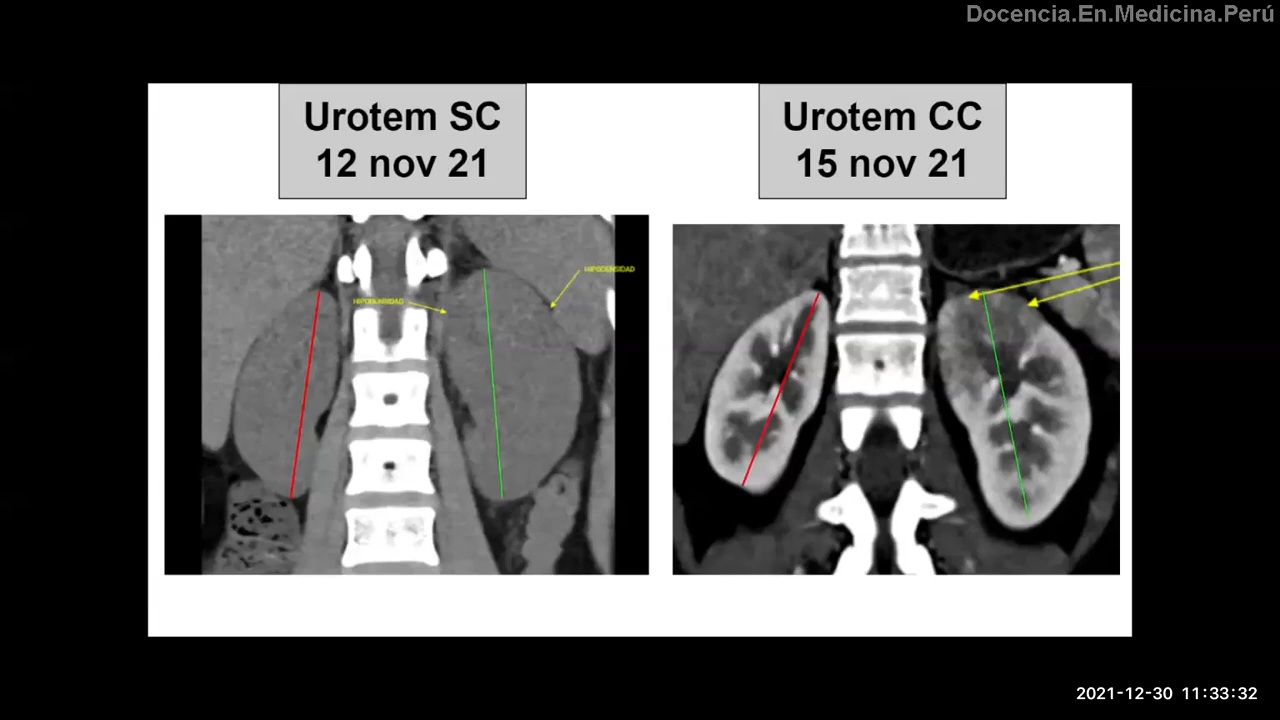 Docencia.En.Medicina.Perú
Urotem SC
12 nov 21
Urotem CC
15 nov 21
HIPODENSIDAD
HIPODENSIDAD
2021-12-30 11:33:32